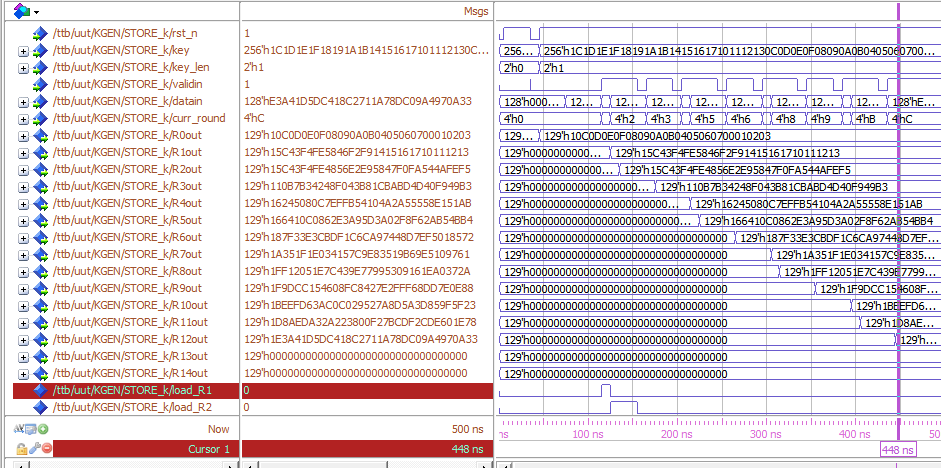 Msgs
/ttb/uut/KGEN/STORE_k/rst_n 1
/ttb/uut/KGEN/STORE_k/key 256'h1C1D1E1F18191A1B14151617101112130C... 256... 256'h1C1D1E1F18191A1B14151617101112130C0D0E0F08090A0B0405060700...
/ttb/uut/KGEN/STORE_k/key_len 2'h1 2'h0 2'h1
/ttb/uut/KGEN/STORE_k/validin 1
/ttb/uut/KGEN/STORE_k/datain 128'hE3A41D5DC418C2711A78DC09A4970A33 128'h000... 12... 12... 12... 12... 12... 12... 12... 12... 128'hE...
/ttb/uut/KGEN/STORE_k/curr_round 4'hC 4'h0 4'h2 4'h3 4'h5 4'h6 4'h8 4'h9 4'hB 4'hC
/ttb/uut/KGEN/STORE_k/R0out 129'h10C0D0E0F08090A0B0405060700010203 129... 129'h10C0D0E0F08090A0B0405060700010203
/ttb/uut/KGEN/STORE_k/R1out 129'h15C43F4FE5846F2F91415161710111213 129'h0000000000... 129'h15C43F4FE5846F2F91415161710111213
/ttb/uut/KGEN/STORE_k/R2out 129'h15C43F4FE4856E2E95847F0FA544AFEF5 129'h00000000000... 129'h15C43F4FE4856E2E95847F0FA544AFEF5
/ttb/uut/KGEN/STORE_k/R3out 129'h110B7B34248F043B81CBABD4D40F949B3 129'h00000000000000000... 129'h110B7B34248F043B81CBABD4D40F949B3
/ttb/uut/KGEN/STORE_k/R4out 129'h16245080C7EFFB54104A2A55558E151AB 129'h0000000000000000000... 129'h16245080C7EFFB54104A2A55558E151AB
/ttb/uut/KGEN/STORE_k/R5out 129'h166410C0862E3A95D3A02F8F62AB54BB4 129'h00000000000000000000... 129'h166410C0862E3A95D3A02F8F62AB54BB4
/ttb/uut/KGEN/STORE_k/R6out 129'h187F33E3CBDF1C6CA97448D7EF5018572 129'h000000000000000000000000000000000 129'h187F33E3CBDF1C6CA97448D7EF...
/ttb/uut/KGEN/STORE_k/R7out 129'h1A351F1E034157C9E83519B69E5109761 129'h000000000000000000000000000000000 129'h1A351F1E034157C9E835...
/ttb/uut/KGEN/STORE_k/R8out 129'h1FF12051E7C439E77995309161EA0372A 129'h000000000000000000000000000000000 129'h1FF12051E7C439E7799...
/ttb/uut/KGEN/STORE_k/R9out 129'h1F9DCC154608FC8427E2FFF68DD7E0E88 129'h000000000000000000000000000000000 129'h1F9DCC154608F...
/ttb/uut/KGEN/STORE_k/R10out 129'h1BEEFD63AC0C029527A8D5A3D859F5F23 129'h000000000000000000000000000000000 129'h1BEEFD6...
/ttb/uut/KGEN/STORE_k/R11out 129'h1D8AEDA32A223800F27BCDF2CDE601E78 129'h000000000000000000000000000000000 129'h1D8AE...
/ttb/uut/KGEN/STORE_k/R12out 129'h1E3A41D5DC418C2711A78DC09A4970A33 129'h000000000000000000000000000000000 129'h...
/ttb/uut/KGEN/STORE_k/R13out 129'h000000000000000000000000000000000 129'h000000000000000000000000000000000
/ttb/uut/KGEN/STORE_k/R14out 129'h000000000000000000000000000000000 129'h000000000000000000000000000000000
/ttb/uut/KGEN/STORE_k/load_R1 0
/ttb/uut/KGEN/STORE_k/load_R2 0
Now 500 ns ns 100 ns 200 ns 300 ns 400 ns 500
Cursor 1 448 ns 448 ns